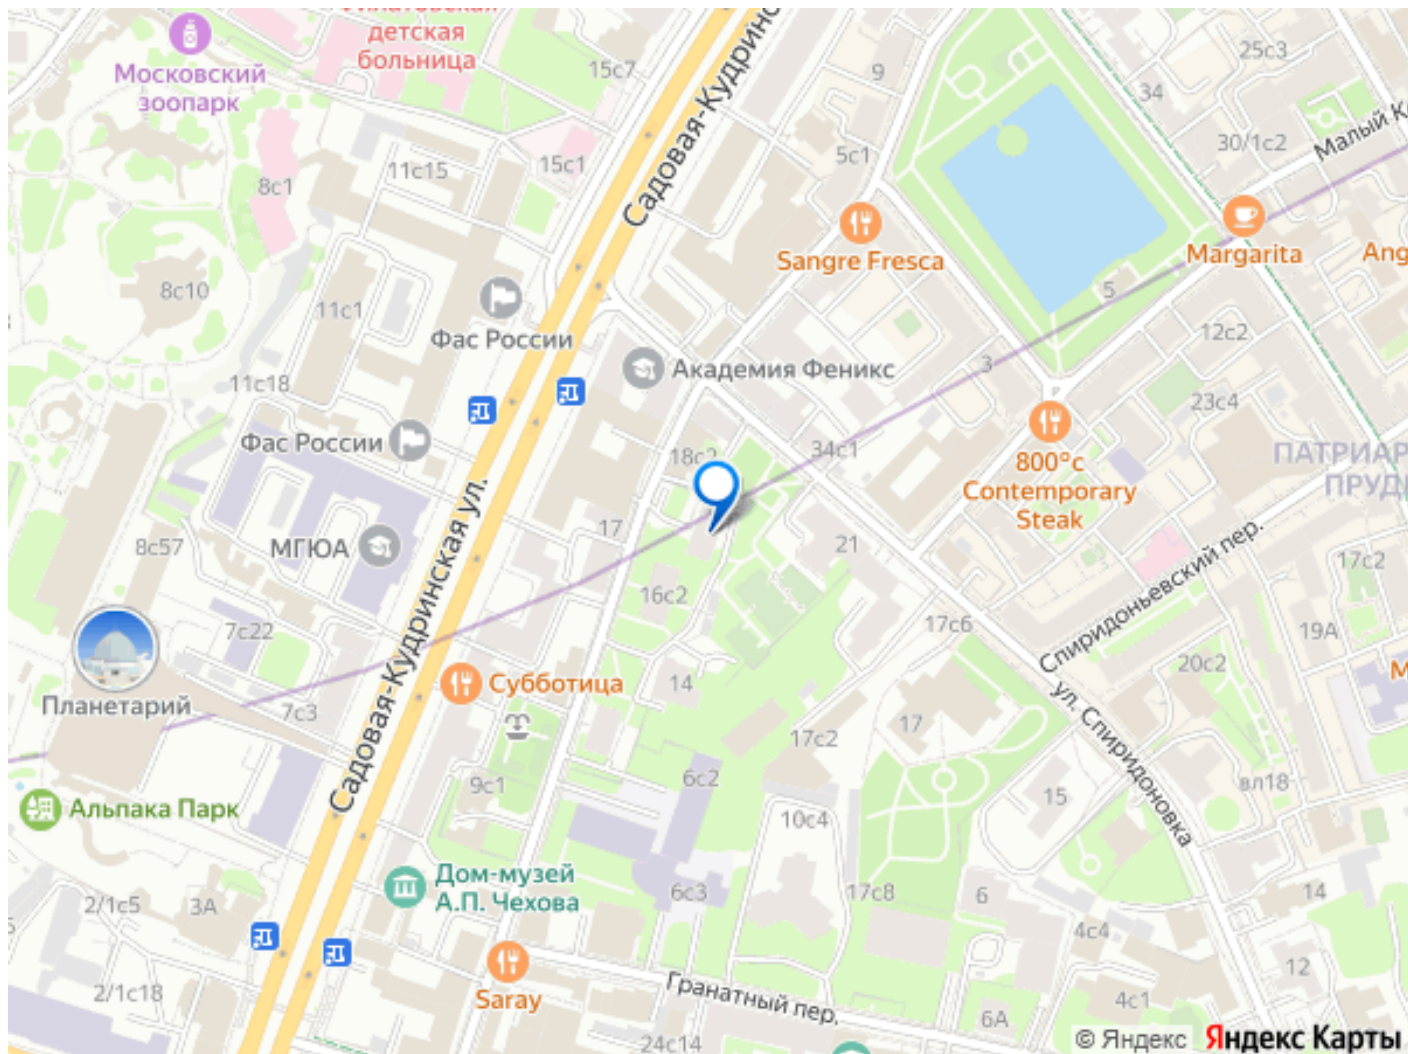 детская
больница
Московский
зоопарк
15с7
9
25с3
34
Садовая-Кудринс
Малый К
30/1с2
5с1
15с1
11с15
8с1
Sangre Fresca
Margarita
Ang
8с10
5
11с1
Фас России
12с2
Академия Феникс
3
11с18
23с4
Фас России
18с2
34с1
ПАТРИАР
ПРУД
800°c
Contemporary
Steak
17
21
МГЮА
8с57
Садовая-Кудринская ул.
Спиридоньевский пер.
17с2
16с2
7с22
17с6
19А
20с2
М
Субботица
14
Планетарий
7с3
17
17с2
ул. Спиридоновка
6с2
9с1
вл18
15
Альпака Парк
10с4
Дом-музей
А.П. Чехова
6с3
17с8
6
14
2/1с5
3А
4с4
12
2/1с18
Saray
Гранатный пер.
4с1
6А
24с14
© Яндекс Яндекс Карты